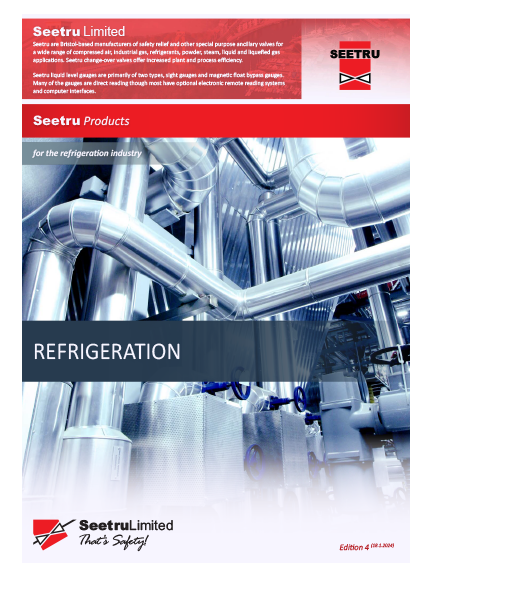 Seetru Limited
Seetru are Bristol-based manufacturers of safety relief and other special purpose ancillary valves for
a wide range of compressed air, industrial gas, refrigerants, powder, steam, liquid and liquefied gas
applications. Seetru change-over valves offer increased plant and process efficiency.
Seetru liquid level gauges are primarily of two types, sight gauges and magnetic float bypass gauges.
Many of the gauges are direct reading though most have optional electronic remote reading systems
and computer interfaces.
SEETRU
Seetru Products
for the refrigeration industry
REFRIGERATION
SeetruLimited
That's Safety!
Edition 4 (19.1.2024)